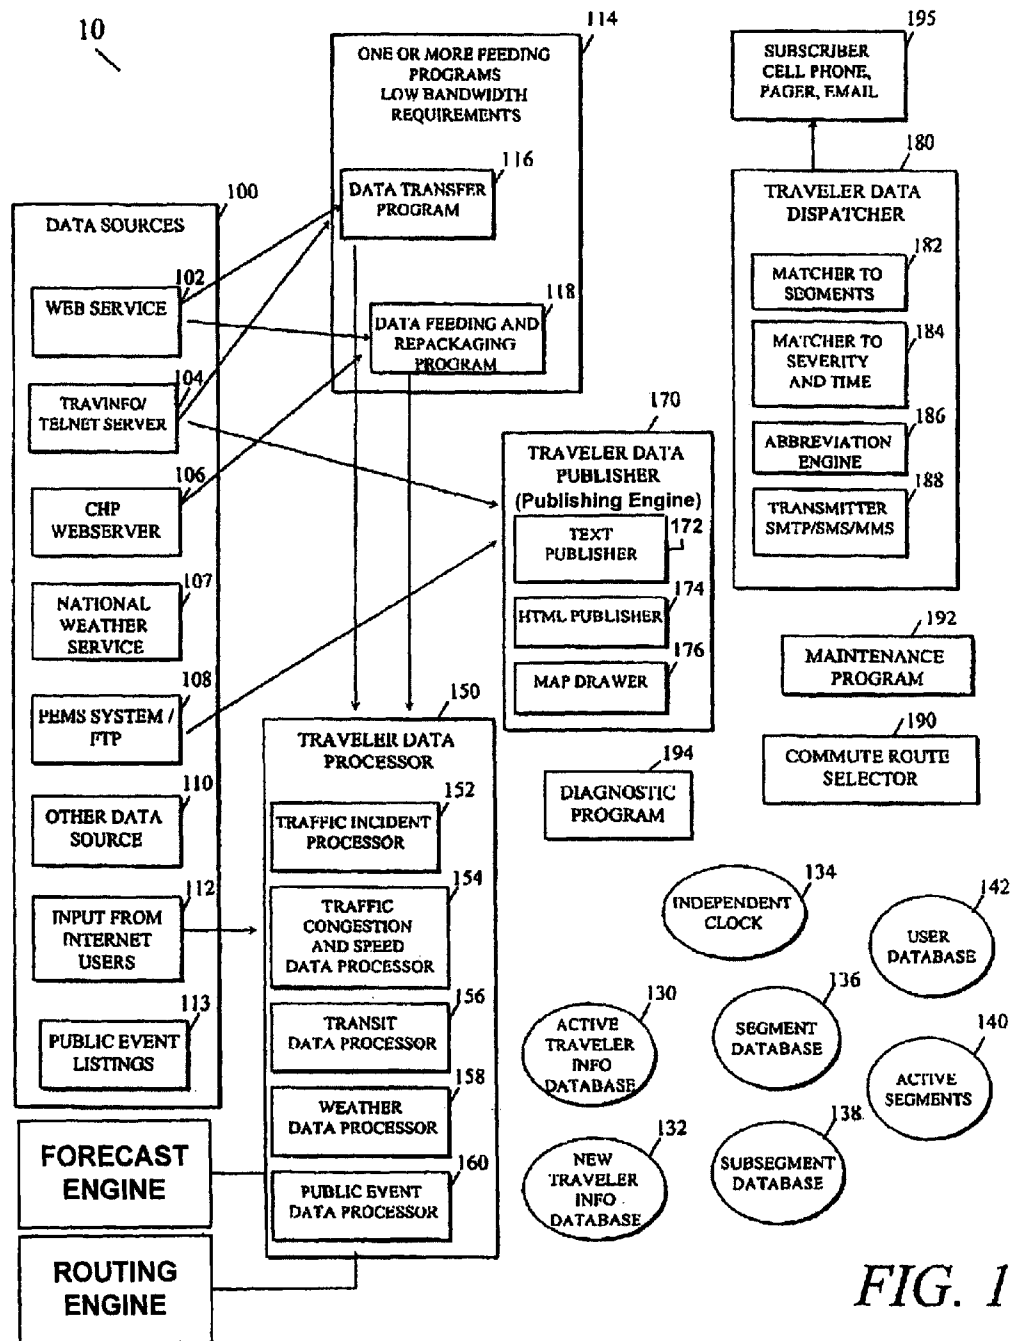 10
114
ONE OR MORE FEEDING
PROGRAMS
LOW BANDWIDTH
REQUIREMENTS
116
DATA TRANSFER
PROGRAM
118
DATA FEEDING AND
REPACKAGING
PROGRAM
195
SUBSCRIBER
CELL PHONE,
PAGER, EMAIL
180
TRAVELER DATA
DISPATCHER
182
MATCHER TO
SEGMENTS
184
MATCHER TO
SEVERITY
AND TIME
186
ABBREVIATION
ENGINE
188
TRANSMITTER
SMTP/SMS/MMS
100
DATA SOURCES
102
WEB SERVICE
104
TRAVINFO/
TELNET SERVER
106
CHP
WEBSERVER
107
NATIONAL
WEATHER
SERVICE
108
PEMS SYSTEM /
FTP
110
OTHER DATA
SOURCE
112
INPUT FROM
INTERNET
USERS
113
PUBLIC EVENT
LISTINGS
170
TRAVELER DATA
PUBLISHER
(Publishing Engine)
TEXT
PUBLISHER
172
174
HTML PUBLISHER
176
MAP DRAWER
192
MAINTENANCE
PROGRAM
190
COMMUTE ROUTE
SELECTOR
194
DIAGNOSTIC
PROGRAM
150
TRAVELER DATA
PROCESSOR
152
TRAFFIC INCIDENT
PROCESSOR
154
TRAFFIC
CONGESTION
AND SPEED
DATA PROCESSOR
156
TRANSIT
DATA PROCESSOR
158
WEATHER
DATA PROCESSOR
160
PUBLIC EVENT
DATA PROCESSOR
134
INDEPENDENT
CLOCK
142
USER
DATABASE
130
ACTIVE
TRAVELER
INFO
DATABASE
136
SEGMENT
DATABASE
140
ACTIVE
SEGMENTS
132
NEW
TRAVELER
INFO
DATABASE
138
SUBSEGMENT
DATABASE
FORECAST
ENGINE
ROUTING
ENGINE
FIG. 1